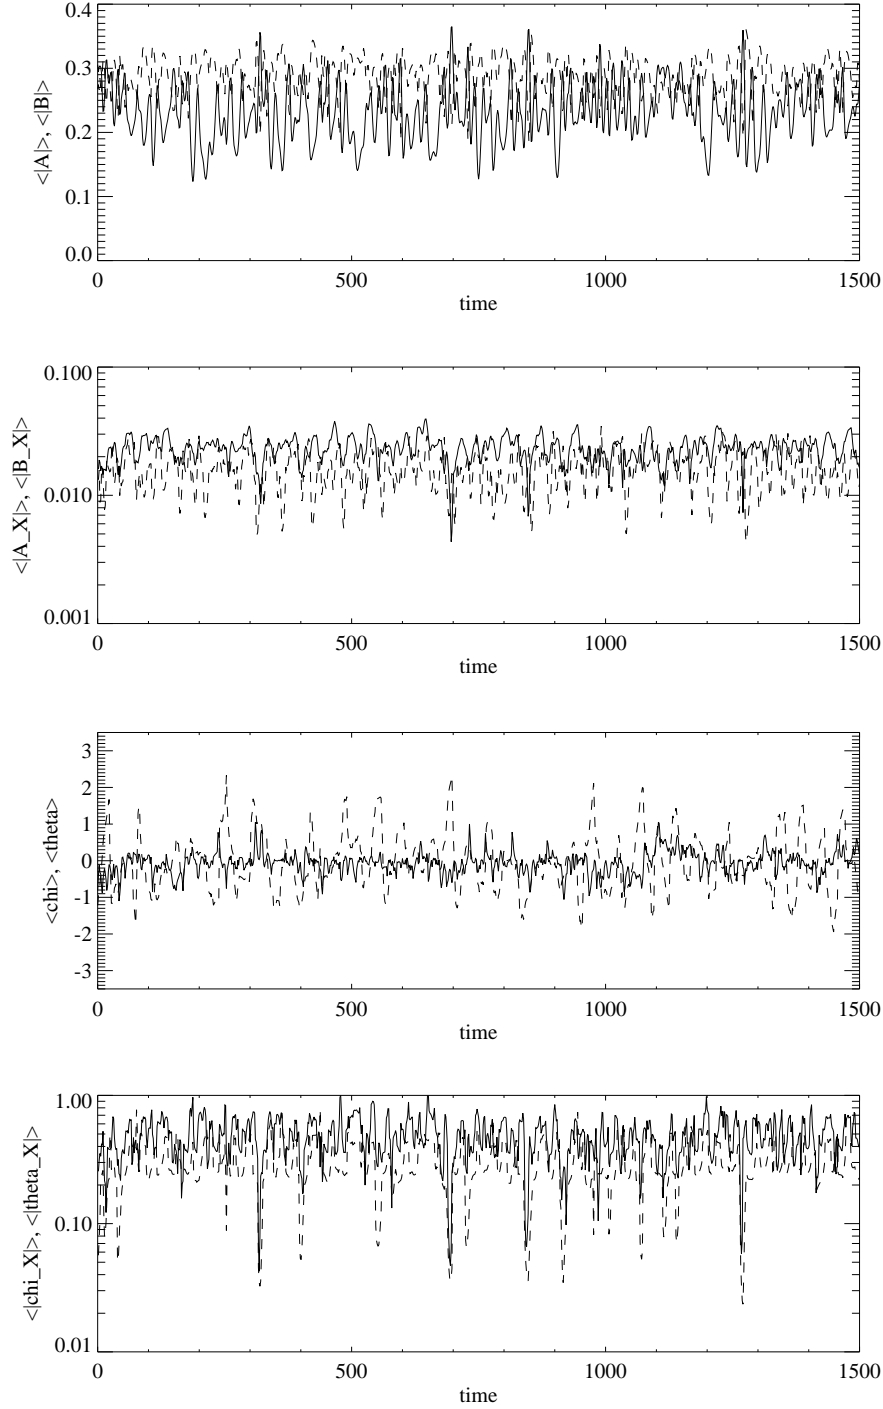 0.4
0.3
0.2
0.1
0.0
<|A|>, <|B|>
0 500 1000 1500
time
0.100
0.010
0.001
<|A_X|>, <|B_X|>
0 500 1000 1500
time
3
2
1
0
-1
-2
-3
<chi>, <theta>
0 500 1000 1500
time
1.00
0.10
0.01
<|chi_X|>, <|theta_X|>
0 500 1000 1500
time